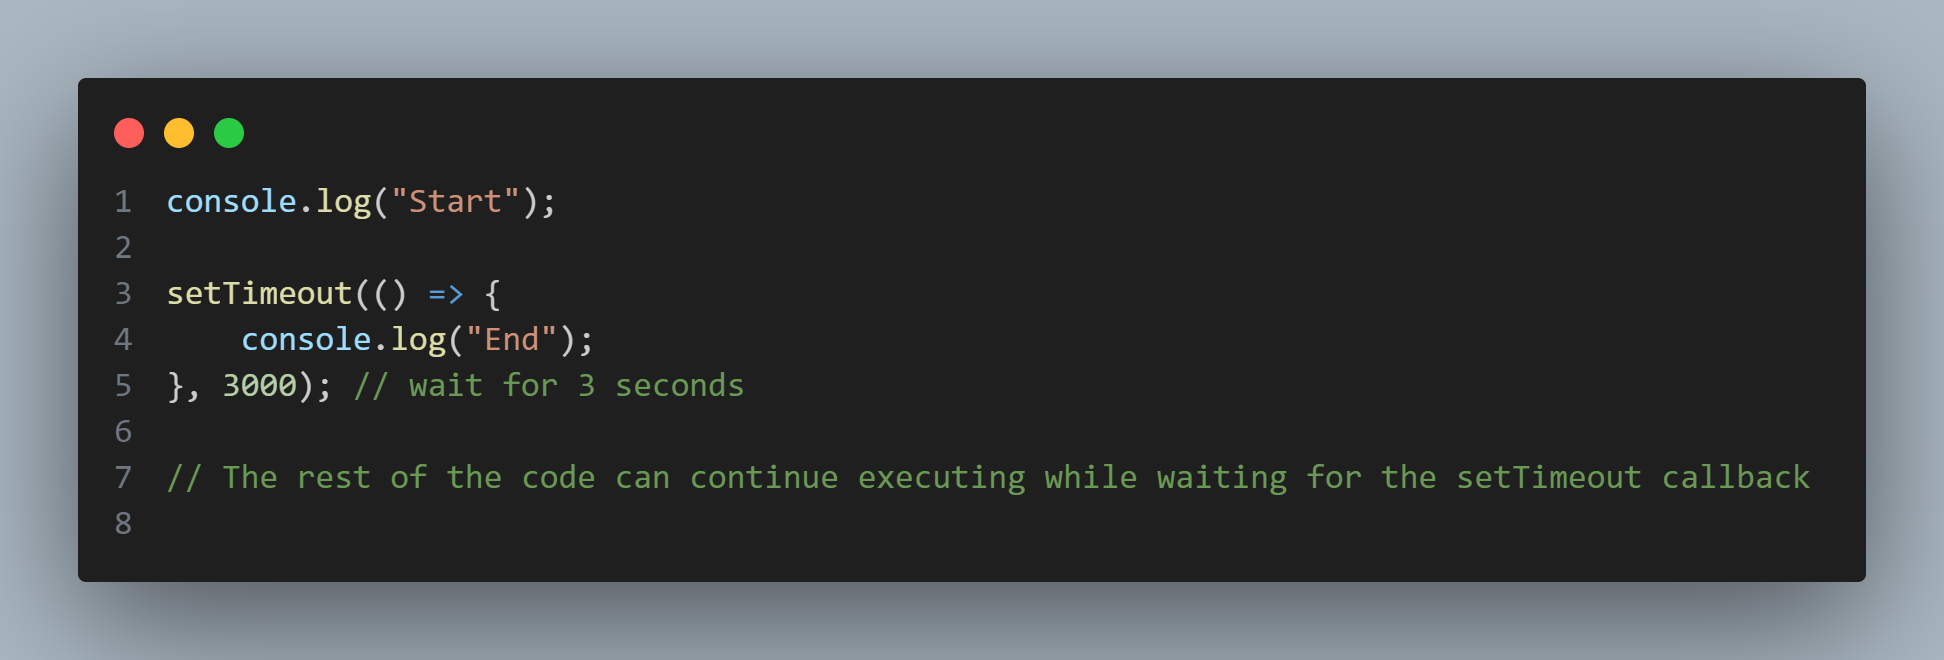 1 console.log("Start");
2
3 setTimeout(() => {
4     console.log("End");
5 }, 3000); // wait for 3 seconds
6
7 // The rest of the code can continue executing while waiting for the setTimeout callback
8